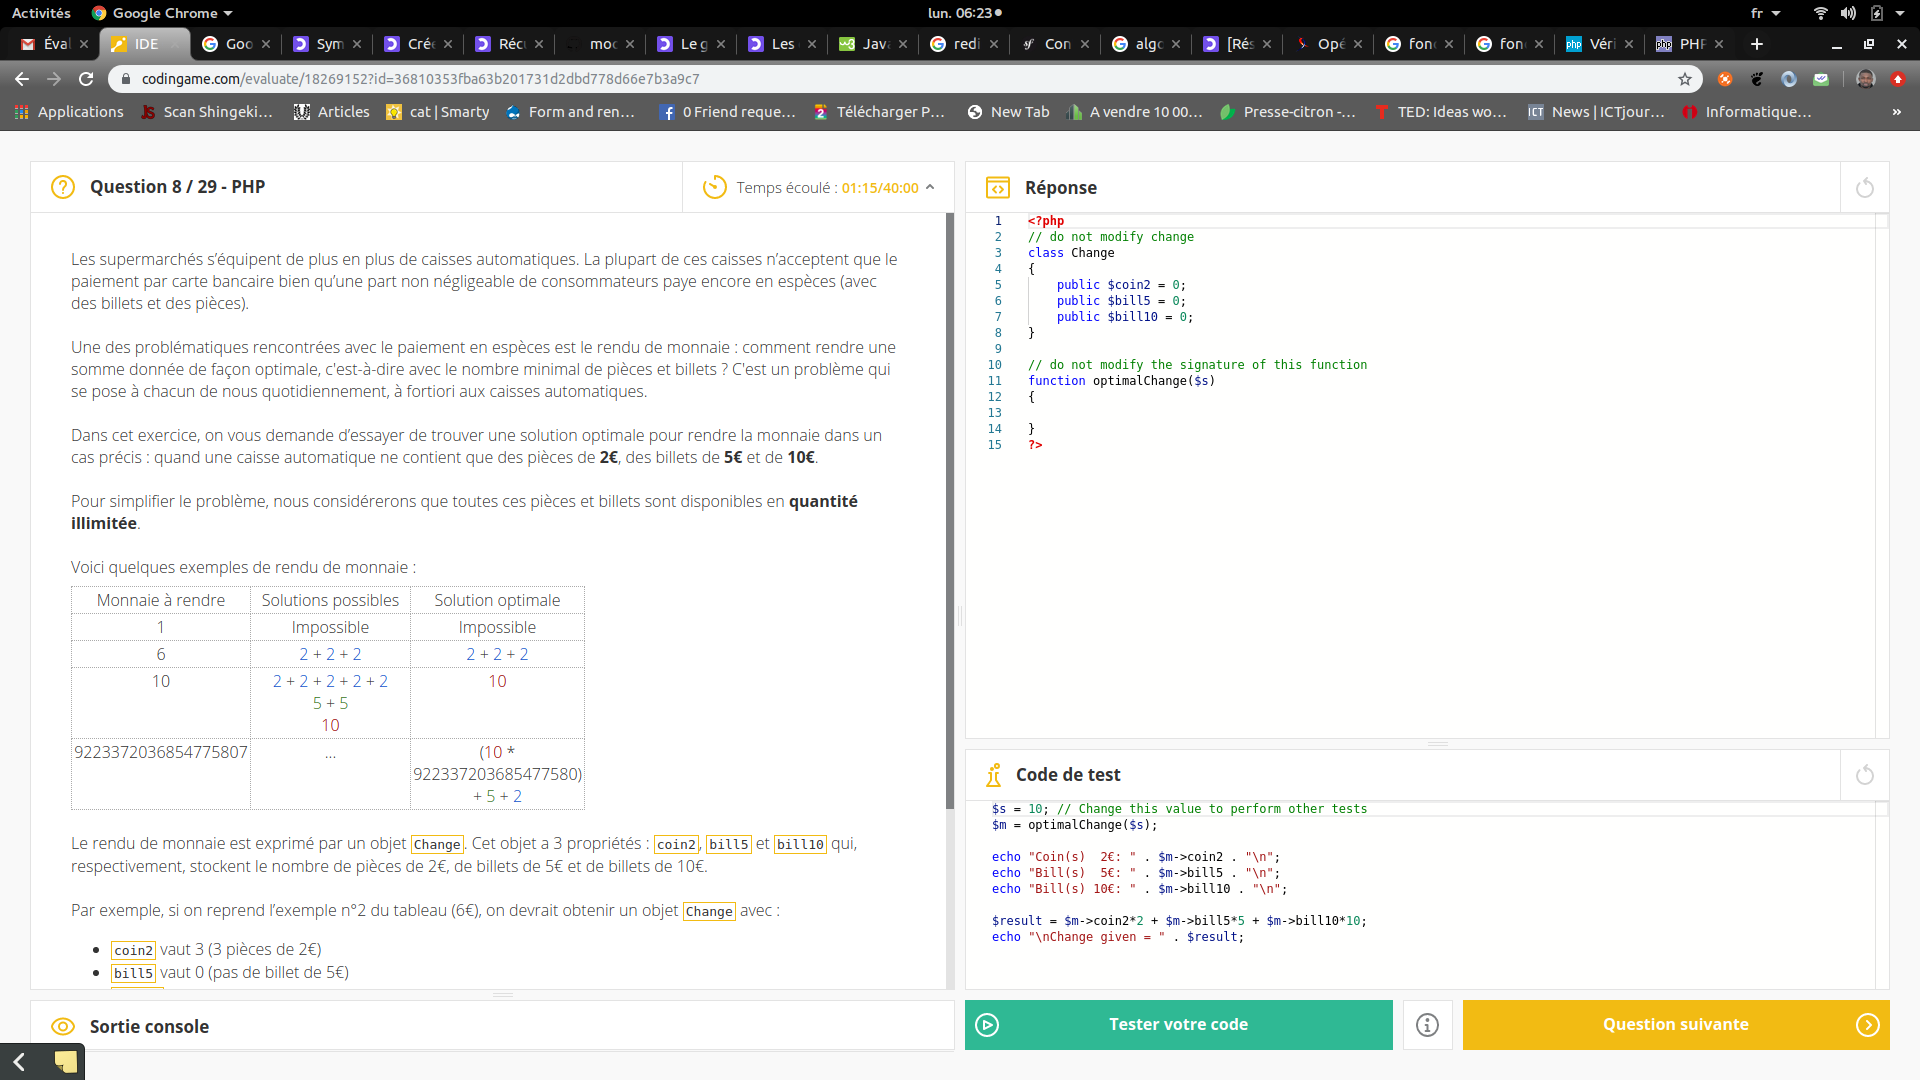 Activités
Google Chrome
lun. 06:23
fr
Éval
IDE
Goo
Sym
Crée
Récu
moc
Le g
Les
Java
redi
Con
algo
[Rés
Opé
fonc
fonc
Véri
PHP
codingame.com/evaluate/18269152?id=36810353fba63b201731d2dbd778d66e7b3a9c7
Applications
Scan Shingeki...
Articles
cat | Smarty
Form and ren...
0 Friend reque...
Télécharger P...
New Tab
A vendre 10 00...
Presse-citron -...
TED: Ideas wo...
News | ICTjour...
Informatique...
»
Question 8 / 29 - PHP
Temps écoulé : 01:15/40:00
Les supermarchés s’équipent de plus en plus de caisses automatiques. La plupart de ces caisses n’acceptent que le
paiement par carte bancaire bien qu’une part non négligeable de consommateurs paye encore en espèces (avec
des billets et des pièces).
Une des problématiques rencontrées avec le paiement en espèces est le rendu de monnaie : comment rendre une
somme donnée de façon optimale, c'est-à-dire avec le nombre minimal de pièces et billets ? C'est un problème qui
se pose à chacun de nous quotidiennement, à fortiori aux caisses automatiques.
Dans cet exercice, on vous demande d’essayer de trouver une solution optimale pour rendre la monnaie dans un
cas précis : quand une caisse automatique ne contient que des pièces de 2€, des billets de 5€ et de 10€.
Pour simplifier le problème, nous considérerons que toutes ces pièces et billets sont disponibles en quantité
illimitée.
Voici quelques exemples de rendu de monnaie :
Monnaie à rendre Solutions possibles Solution optimale
1 Impossible Impossible
6 2 + 2 + 2 2 + 2 + 2
10 2 + 2 + 2 + 2 + 2 10
5 + 5
10
9223372036854775807 ... (10 *
922337203685477580)
+ 5 + 2
Le rendu de monnaie est exprimé par un objet Change. Cet objet a 3 propriétés : coin2, bill5 et bill10 qui,
respectivement, stockent le nombre de pièces de 2€, de billets de 5€ et de billets de 10€.
Par exemple, si on reprend l’exemple n°2 du tableau (6€), on devrait obtenir un objet Change avec :
coin2 vaut 3 (3 pièces de 2€)
bill5 vaut 0 (pas de billet de 5€)
Sortie console
Réponse
1 <?php
2 // do not modify change
3 class Change
4 {
5 public $coin2 = 0;
6 public $bill5 = 0;
7 public $bill10 = 0;
8 }
9
10 // do not modify the signature of this function
11 function optimalChange($s)
12 {
13
14 }
15 ?>
Code de test
$s = 10; // Change this value to perform other tests
$m = optimalChange($s);
echo "Coin(s)  2€: " . $m->coin2 . "\n";
echo "Bill(s)  5€: " . $m->bill5 . "\n";
echo "Bill(s) 10€: " . $m->bill10 . "\n";
$result = $m->coin2*2 + $m->bill5*5 + $m->bill10*10;
echo "\nChange given = " . $result;
Tester votre code
Question suivante